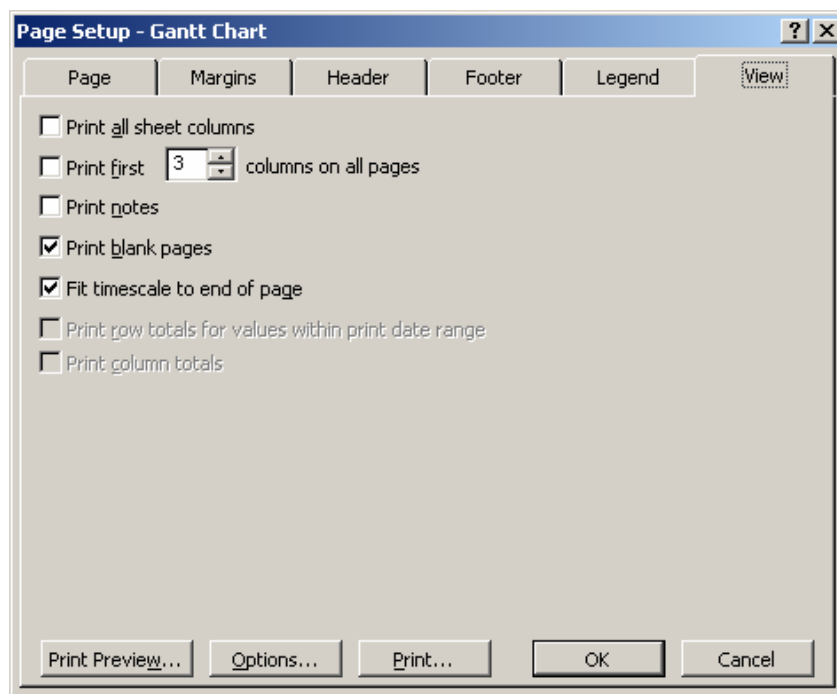 Page Setup - Gantt Chart
Page Margins Header Footer Legend View
Print all sheet columns
Print first 3 columns on all pages
Print notes
Print blank pages
Fit timescale to end of page
Print row totals for values within print date range
Print column totals
Print Preview... Options... Print... OK Cancel